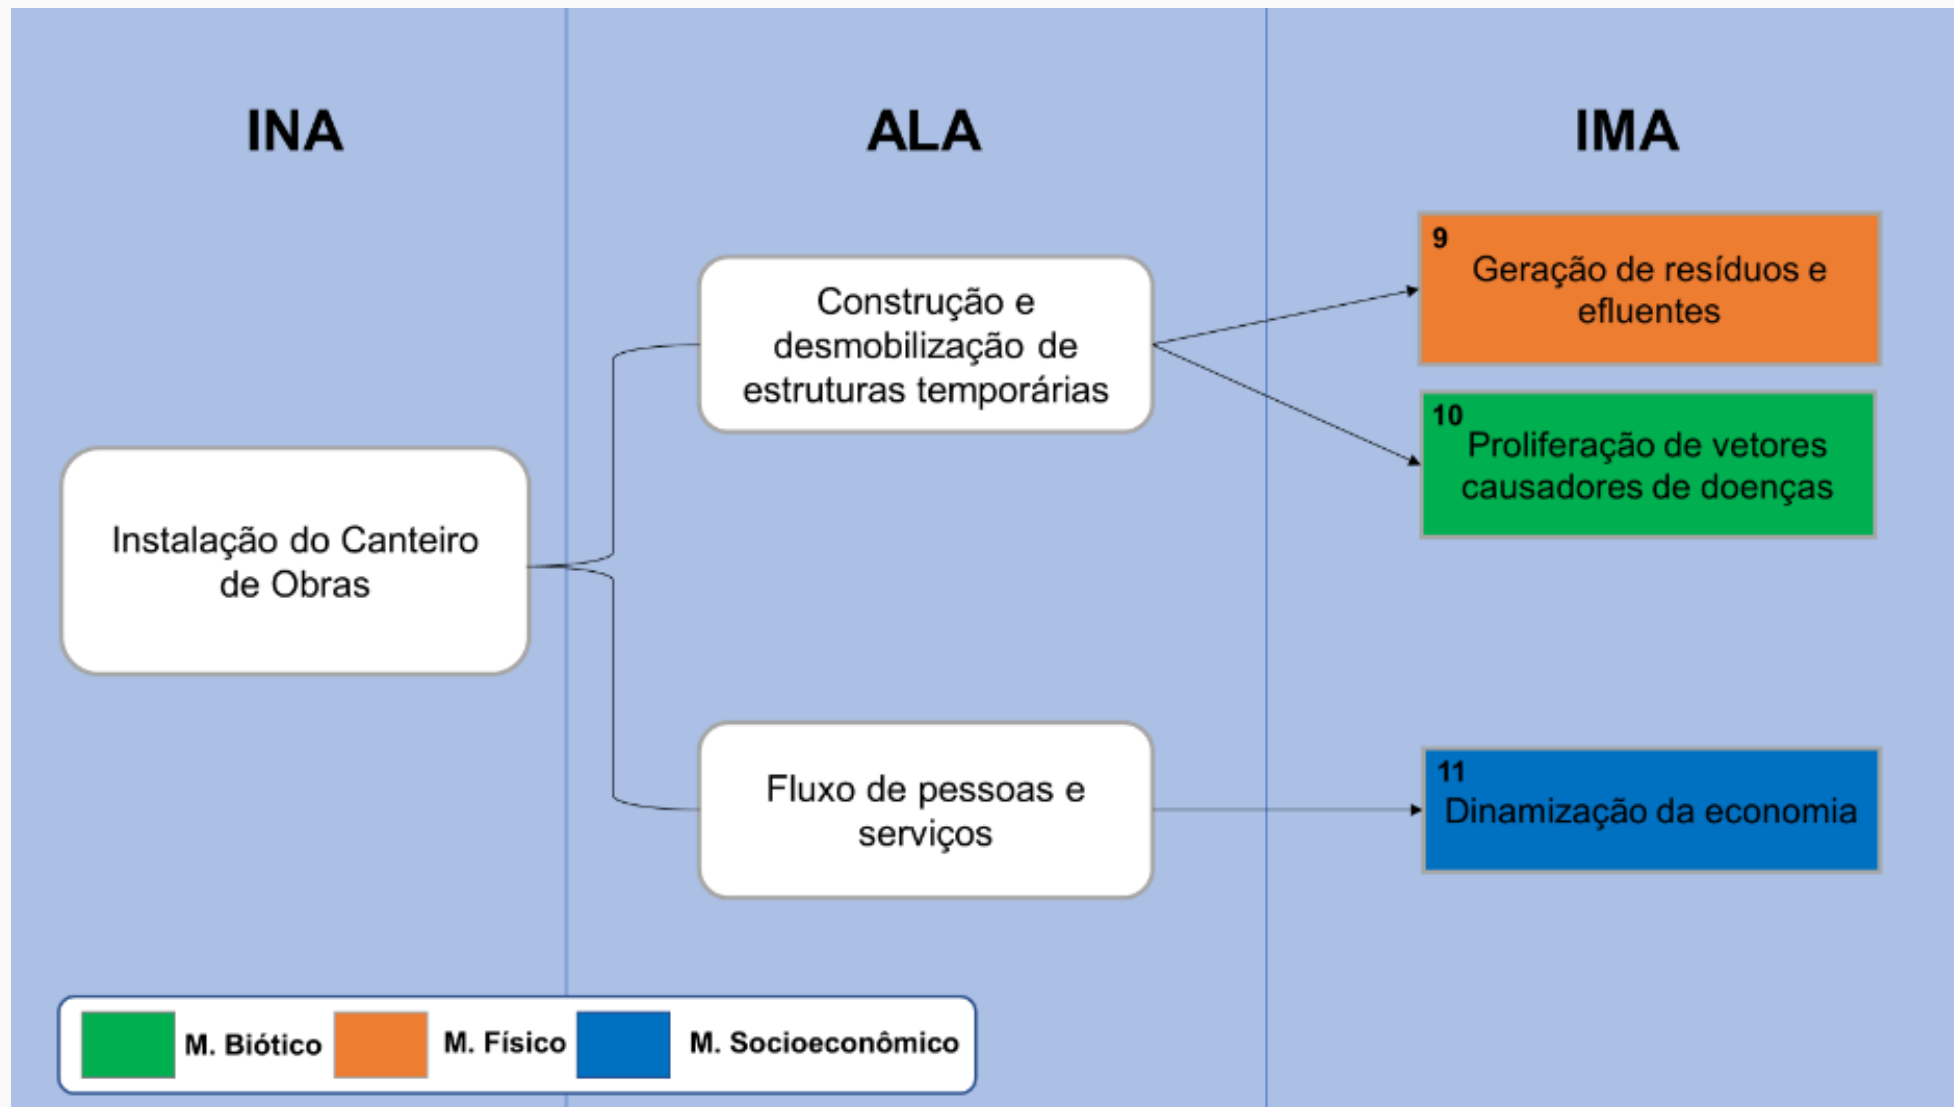 INA
ALA
IMA
Instalação do Canteiro
de Obras
Construção e
desmobilização de
estruturas temporárias
Fluxo de pessoas e
serviços
9
Geração de resíduos e
efluentes
10
Proliferação de vetores
causadores de doenças
11
Dinamização da economia
M. Biótico
M. Físico
M. Socioeconômico